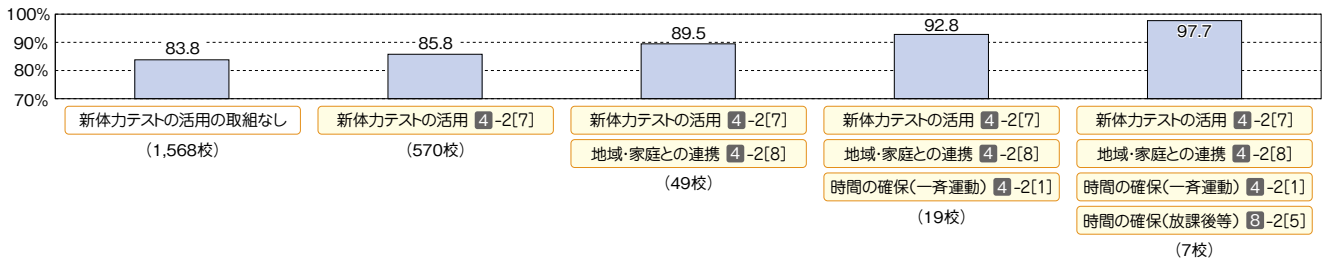 100%
90%
80%
70%
83.8
85.8
89.5
92.8
97.7
新体力テストの活用の取組なし
(1,568校)
新体力テストの活用 4-2[7]
(570校)
新体力テストの活用 4-2[7]
地域・家庭との連携 4-2[8]
(49校)
新体力テストの活用 4-2[7]
地域・家庭との連携 4-2[8]
時間の確保(一斉運動) 4-2[1]
(19校)
新体力テストの活用 4-2[7]
地域・家庭との連携 4-2[8]
時間の確保(一斉運動) 4-2[1]
時間の確保(放課後等) 8-2[5]
(7校)